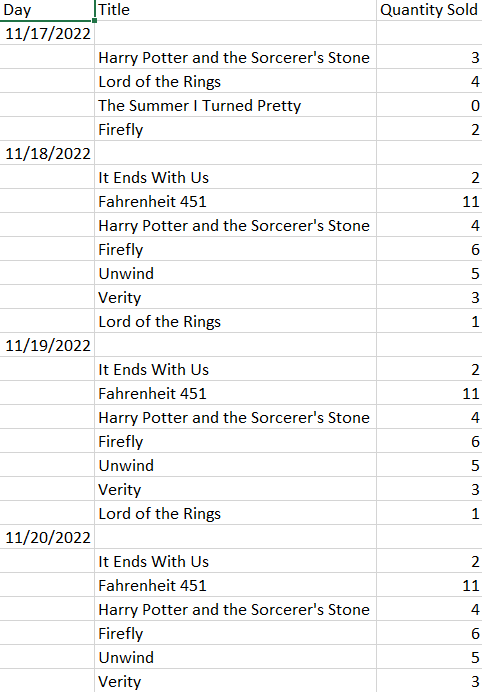 Day Title Quantity Sold
11/17/2022
Harry Potter and the Sorcerer's Stone 3
Lord of the Rings 4
The Summer I Turned Pretty 0
Firefly 2
11/18/2022
It Ends With Us 2
Fahrenheit 451 11
Harry Potter and the Sorcerer's Stone 4
Firefly 6
Unwind 5
Verity 3
Lord of the Rings 1
11/19/2022
It Ends With Us 2
Fahrenheit 451 11
Harry Potter and the Sorcerer's Stone 4
Firefly 6
Unwind 5
Verity 3
Lord of the Rings 1
11/20/2022
It Ends With Us 2
Fahrenheit 451 11
Harry Potter and the Sorcerer's Stone 4
Firefly 6
Unwind 5
Verity 3